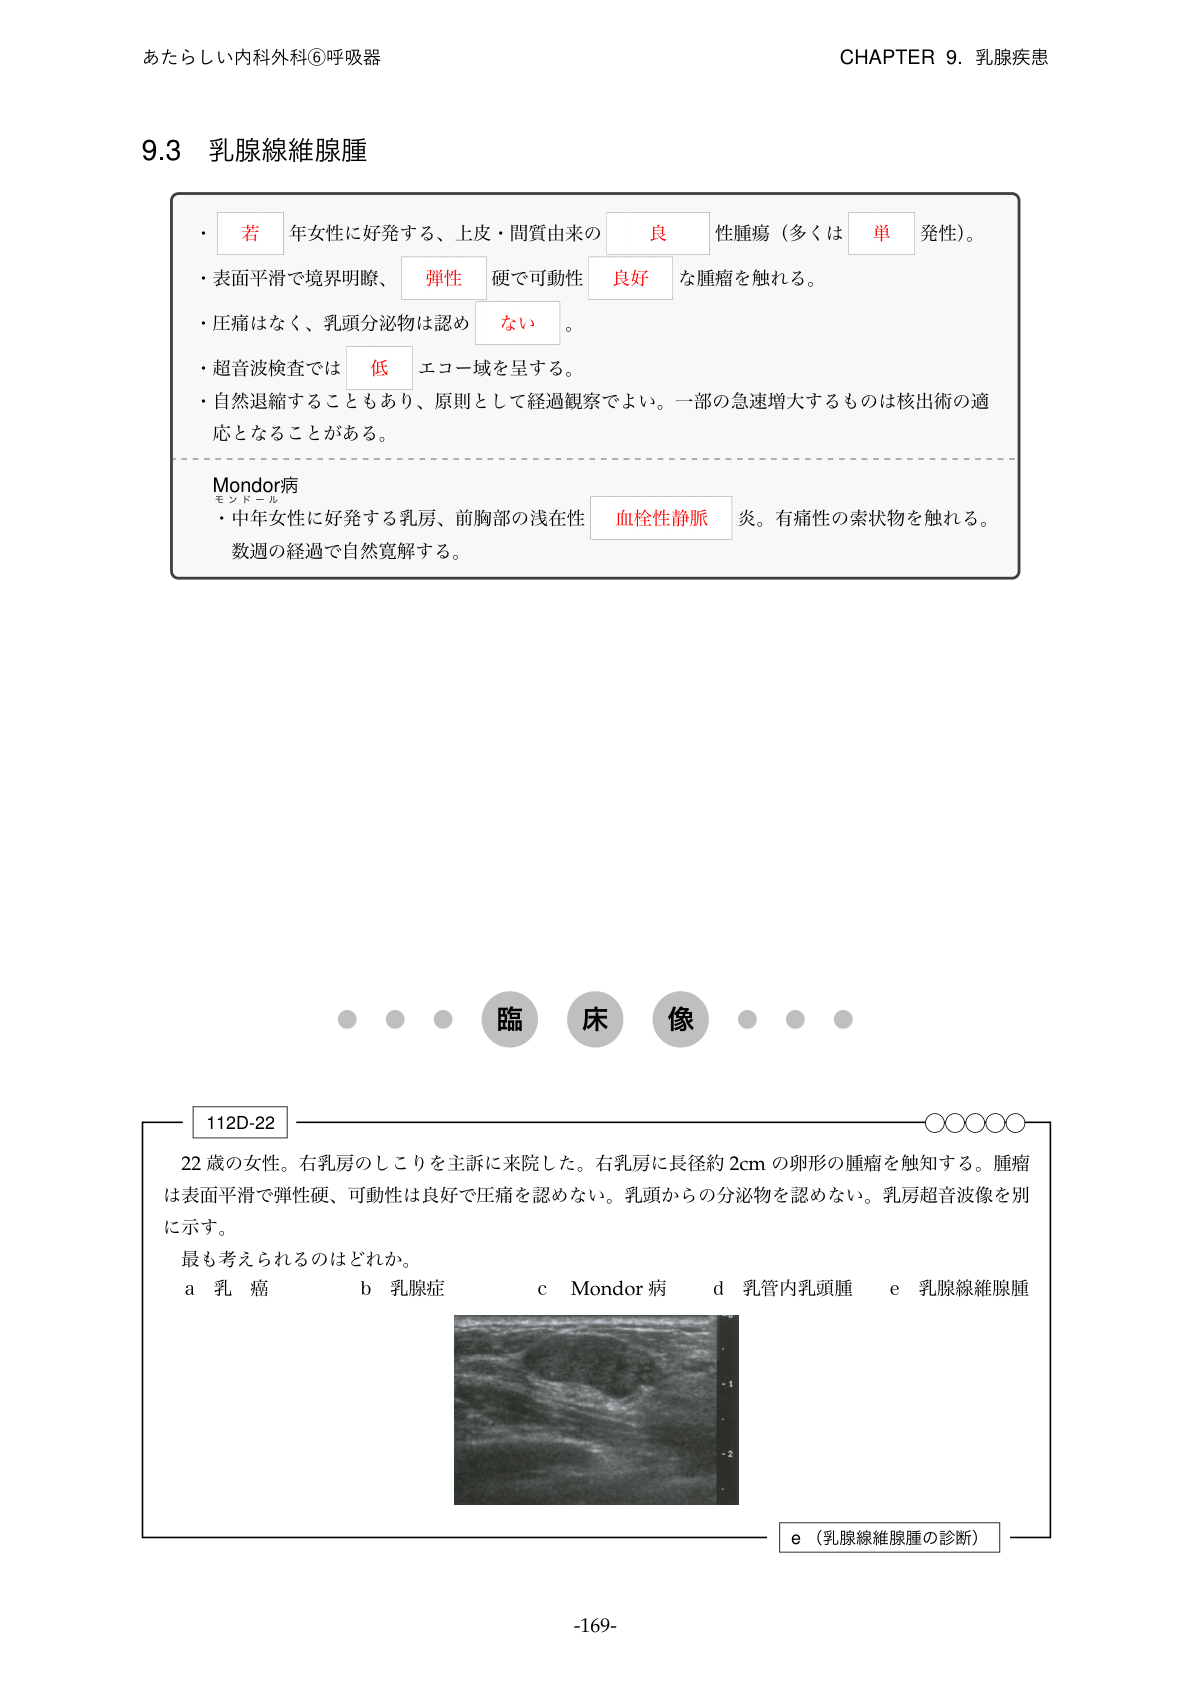 あたらしい内科外科⑥呼吸器
CHAPTER 9. 乳腺疾患
9.3 乳腺線維腺腫
・ 若 年女性に好発する、上皮・間質由来の 良 性腫瘍（多くは 単 発性）。
・表面平滑で境界明瞭、 弾性 硬で可動性 良好 な腫瘤を触れる。
・圧痛はなく、乳頭分泌物は認め ない 。
・超音波検査では 低 エコー域を呈する。
・自然退縮することもあり、原則として経過観察でよい。一部の急速増大するものは核出術の適
応となることがある。
Mondor病
モンドール
・中年女性に好発する乳房、前胸部の浅在性 血栓性静脈 炎。有痛性の索状物を触れる。
数週の経過で自然寛解する。
臨 床 像
112D-22
22 歳の女性。右乳房のしこりを主訴に来院した。右乳房に長径約 2cm の卵形の腫瘤を触知する。腫瘤
は表面平滑で弾性硬、可動性は良好で圧痛を認めない。乳頭からの分泌物を認めない。乳房超音波像を別
に示す。
最も考えられるのはどれか。
a 乳 癌 b 乳腺症 c Mondor 病 d 乳管内乳頭腫 e 乳腺線維腺腫
- 1
- 2
e （乳腺線維腺腫の診断）
-169-